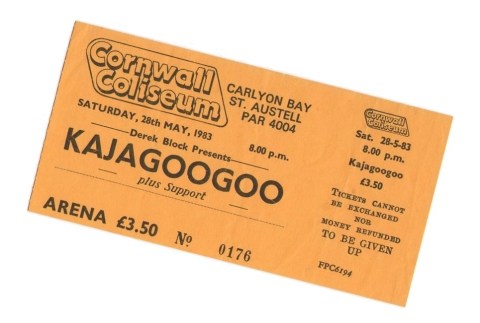 Cornwall
Coliseum
CARLYON BAY
ST. AUSTELL
PAR 4004
SATURDAY, 28th MAY, 1983
8.00 p.m.
Derek Block Presents—
KAJAGOOGOO
plus Support
ARENA £3.50
No 0176
Cornwall
Coliseum
Sat. 28-5-83
8.00 p.m.
Kajagoogoo
£3.50
TICKETS CANNOT
BE EXCHANGED
NOR
MONEY REFUNDED
TO BE GIVEN
UP
FPC6194